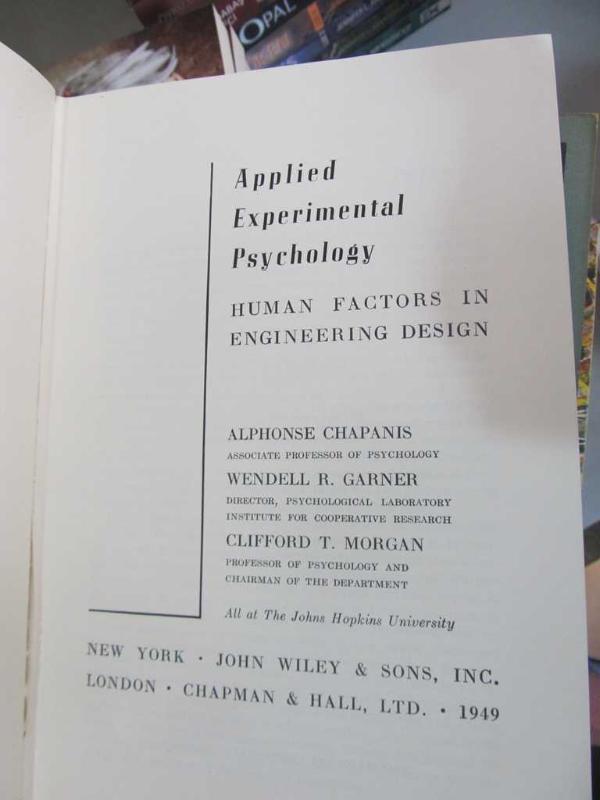 OPAL
Applied
Experimental
Psychology
HUMAN FACTORS IN
ENGINEERING DESIGN
ALPHONSE CHAPANIS
ASSOCIATE PROFESSOR OF PSYCHOLOGY
WENDELL R. GARNER
DIRECTOR, PSYCHOLOGICAL LABORATORY
INSTITUTE FOR COOPERATIVE RESEARCH
CLIFFORD T. MORGAN
PROFESSOR OF PSYCHOLOGY AND
CHAIRMAN OF THE DEPARTMENT
All at The Johns Hopkins University
NEW YORK · JOHN WILEY & SONS, INC.
LONDON · CHAPMAN & HALL, LTD. · 1949